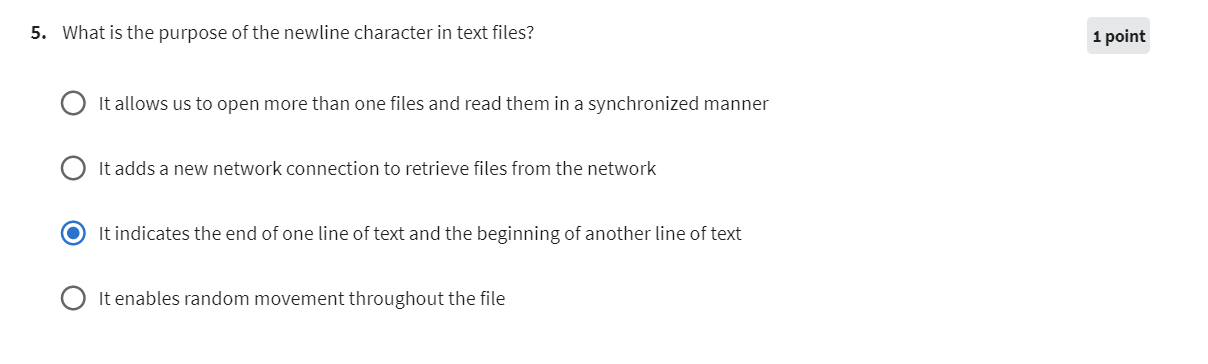 5. What is the purpose of the newline character in text files?
1 point
It allows us to open more than one files and read them in a synchronized manner
It adds a new network connection to retrieve files from the network
It indicates the end of one line of text and the beginning of another line of text
It enables random movement throughout the file